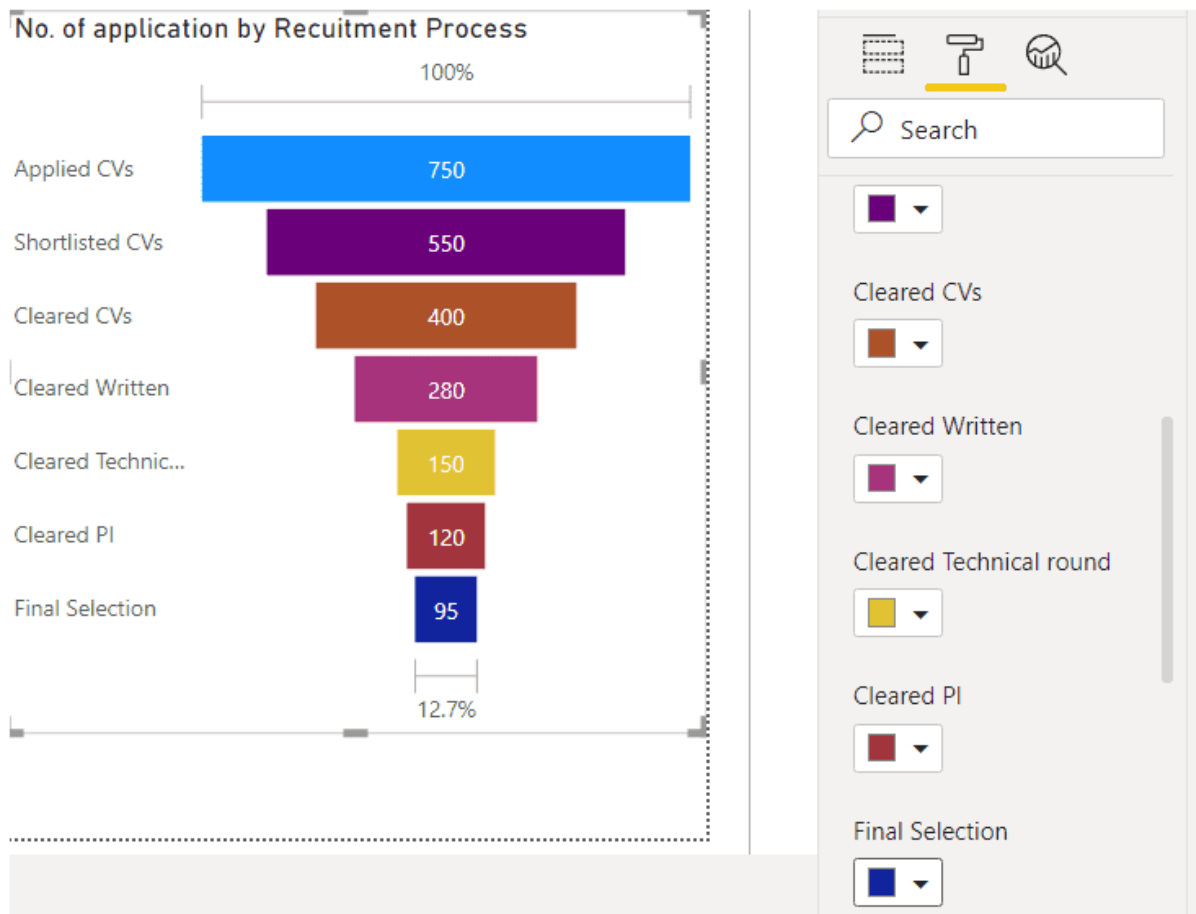 No. of application by Recuitment Process
100%
Applied CVs
750
Shortlisted CVs
550
Cleared CVs
400
Cleared Written
280
Cleared Technic...
150
Cleared PI
120
Final Selection
95
12.7%
Search
Cleared CVs
Cleared Written
Cleared Technical round
Cleared PI
Final Selection